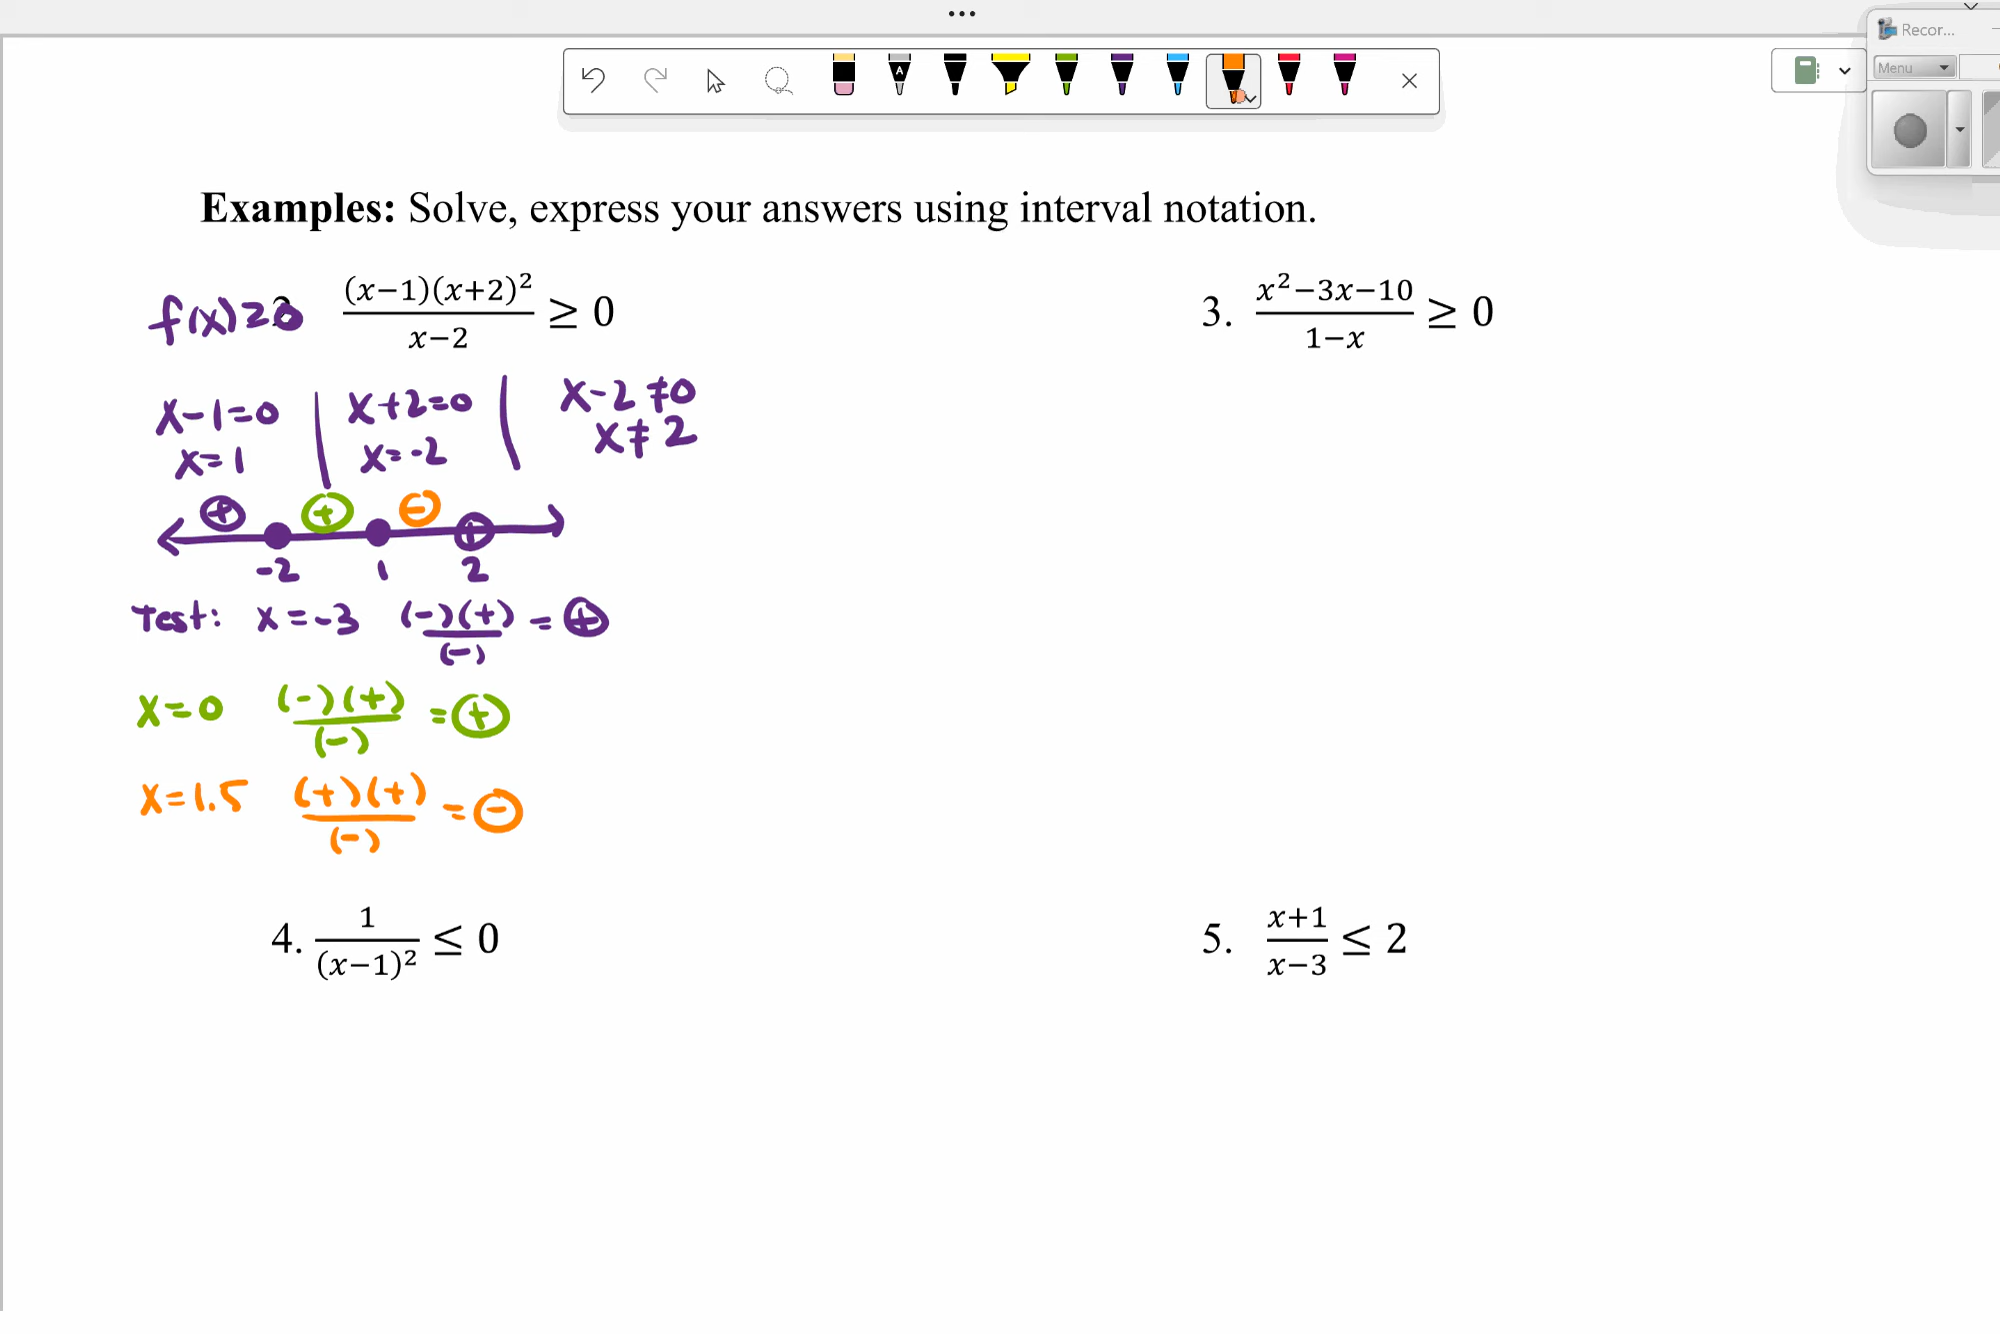 Recor...
Menu
A
Examples: Solve, express your answers using interval notation.
f(x)≥0 (x−1)(x+2)²/(x−2) ≥ 0
3. (x²−3x−10)/(1−x) ≥ 0
x-1=0 | x+2=0 | x-2≠0
x=1 x=-2 x≠2
+ + −
-2 1 2
Test: x=-3 (-)(+)/(-) = +
x=0 (-)(+)/(-) = +
x=1.5 (+)(+)/(-) = −
4. 1/(x−1)² ≤ 0
5. (x+1)/(x−3) ≤ 2